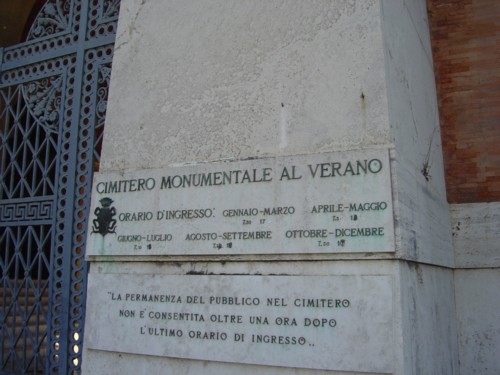 CIMITERO MONUMENTALE AL VERANO
ORARIO D'INGRESSO: GENNAIO-MARZO APRILE-MAGGIO
GIUGNO-LUGLIO AGOSTO-SETTEMBRE OTTOBRE-DICEMBRE
"LA PERMANENZA DEL PUBBLICO NEL CIMITERO
NON È CONSENTITA OLTRE UNA ORA DOPO
L'ULTIMO ORARIO DI INGRESSO„